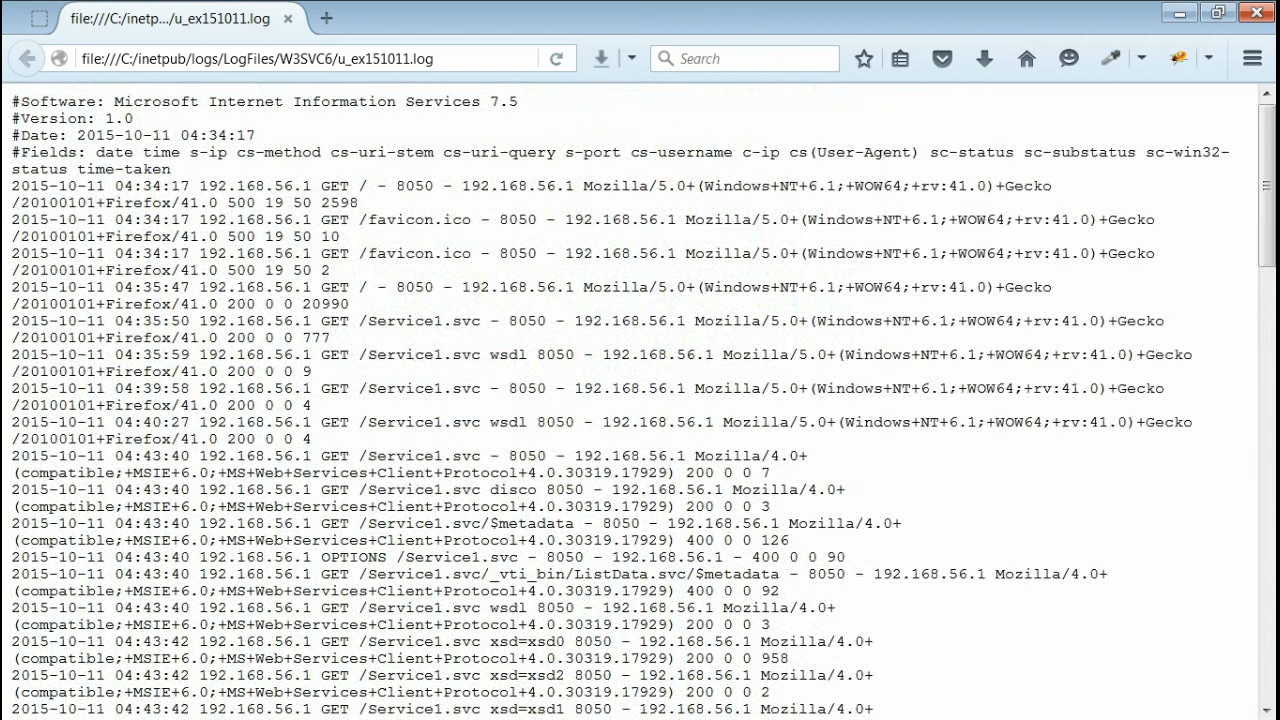 file:///C:/inetp.../u_ex151011.log
file:///C:/inetpub/logs/LogFiles/W3SVC6/u_ex151011.log
Search
#Software: Microsoft Internet Information Services 7.5
#Version: 1.0
#Date: 2015-10-11 04:34:17
#Fields: date time s-ip cs-method cs-uri-stem cs-uri-query s-port cs-username c-ip cs(User-Agent) sc-status sc-substatus sc-win32-
status time-taken
2015-10-11 04:34:17 192.168.56.1 GET / - 8050 - 192.168.56.1 Mozilla/5.0+(Windows+NT+6.1;+WOW64;+rv:41.0)+Gecko
/20100101+Firefox/41.0 500 19 50 2598
2015-10-11 04:34:17 192.168.56.1 GET /favicon.ico - 8050 - 192.168.56.1 Mozilla/5.0+(Windows+NT+6.1;+WOW64;+rv:41.0)+Gecko
/20100101+Firefox/41.0 500 19 50 10
2015-10-11 04:34:17 192.168.56.1 GET /favicon.ico - 8050 - 192.168.56.1 Mozilla/5.0+(Windows+NT+6.1;+WOW64;+rv:41.0)+Gecko
/20100101+Firefox/41.0 500 19 50 2
2015-10-11 04:35:47 192.168.56.1 GET / - 8050 - 192.168.56.1 Mozilla/5.0+(Windows+NT+6.1;+WOW64;+rv:41.0)+Gecko
/20100101+Firefox/41.0 200 0 0 20990
2015-10-11 04:35:50 192.168.56.1 GET /Service1.svc - 8050 - 192.168.56.1 Mozilla/5.0+(Windows+NT+6.1;+WOW64;+rv:41.0)+Gecko
/20100101+Firefox/41.0 200 0 0 777
2015-10-11 04:35:59 192.168.56.1 GET /Service1.svc wsdl 8050 - 192.168.56.1 Mozilla/5.0+(Windows+NT+6.1;+WOW64;+rv:41.0)+Gecko
/20100101+Firefox/41.0 200 0 0 9
2015-10-11 04:39:58 192.168.56.1 GET /Service1.svc - 8050 - 192.168.56.1 Mozilla/5.0+(Windows+NT+6.1;+WOW64;+rv:41.0)+Gecko
/20100101+Firefox/41.0 200 0 0 4
2015-10-11 04:40:27 192.168.56.1 GET /Service1.svc wsdl 8050 - 192.168.56.1 Mozilla/5.0+(Windows+NT+6.1;+WOW64;+rv:41.0)+Gecko
/20100101+Firefox/41.0 200 0 0 4
2015-10-11 04:43:40 192.168.56.1 GET /Service1.svc - 8050 - 192.168.56.1 Mozilla/4.0+
(compatible;+MSIE+6.0;+MS+Web+Services+Client+Protocol+4.0.30319.17929) 200 0 0 7
2015-10-11 04:43:40 192.168.56.1 GET /Service1.svc disco 8050 - 192.168.56.1 Mozilla/4.0+
(compatible;+MSIE+6.0;+MS+Web+Services+Client+Protocol+4.0.30319.17929) 200 0 0 3
2015-10-11 04:43:40 192.168.56.1 GET /Service1.svc/$metadata - 8050 - 192.168.56.1 Mozilla/4.0+
(compatible;+MSIE+6.0;+MS+Web+Services+Client+Protocol+4.0.30319.17929) 400 0 0 126
2015-10-11 04:43:40 192.168.56.1 OPTIONS /Service1.svc - 8050 - 192.168.56.1 - 400 0 0 90
2015-10-11 04:43:40 192.168.56.1 GET /Service1.svc/_vti_bin/ListData.svc/$metadata - 8050 - 192.168.56.1 Mozilla/4.0+
(compatible;+MSIE+6.0;+MS+Web+Services+Client+Protocol+4.0.30319.17929) 400 0 0 92
2015-10-11 04:43:40 192.168.56.1 GET /Service1.svc wsdl 8050 - 192.168.56.1 Mozilla/4.0+
(compatible;+MSIE+6.0;+MS+Web+Services+Client+Protocol+4.0.30319.17929) 200 0 0 3
2015-10-11 04:43:42 192.168.56.1 GET /Service1.svc xsd=xsd0 8050 - 192.168.56.1 Mozilla/4.0+
(compatible;+MSIE+6.0;+MS+Web+Services+Client+Protocol+4.0.30319.17929) 200 0 0 958
2015-10-11 04:43:42 192.168.56.1 GET /Service1.svc xsd=xsd2 8050 - 192.168.56.1 Mozilla/4.0+
(compatible;+MSIE+6.0;+MS+Web+Services+Client+Protocol+4.0.30319.17929) 200 0 0 2
2015-10-11 04:43:42 192.168.56.1 GET /Service1.svc xsd=xsd1 8050 - 192.168.56.1 Mozilla/4.0+